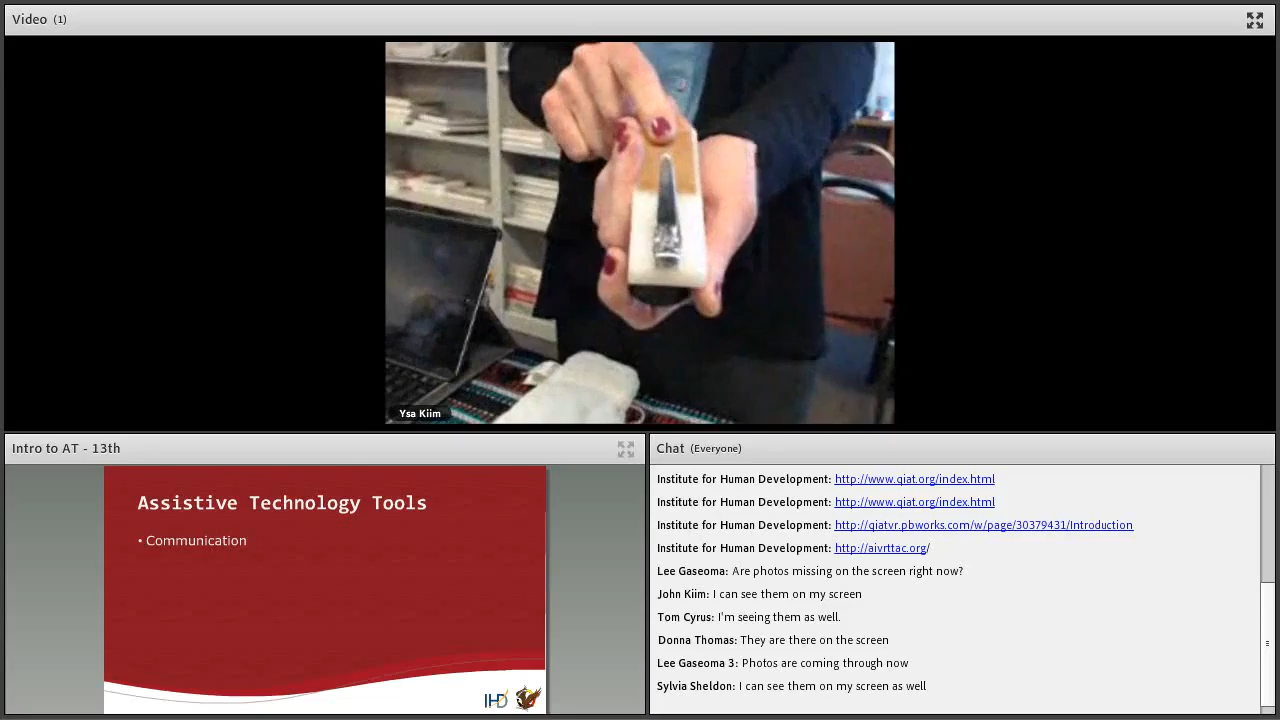 Video (1)
Ysa Kiim
Intro to AT - 13th
Assistive Technology Tools
• Communication
IHD
Chat (Everyone)
Institute for Human Development: http://www.qiat.org/index.html
Institute for Human Development: http://www.qiat.org/index.html
Institute for Human Development: http://qiatvr.pbworks.com/w/page/30379431/Introduction
Institute for Human Development: http://aivrttac.org/
Lee Gaseoma: Are photos missing on the screen right now?
John Kiim: I can see them on my screen
Tom Cyrus: I'm seeing them as well.
Donna Thomas: They are there on the screen
Lee Gaseoma 3: Photos are coming through now
Sylvia Sheldon: I can see them on my screen as well